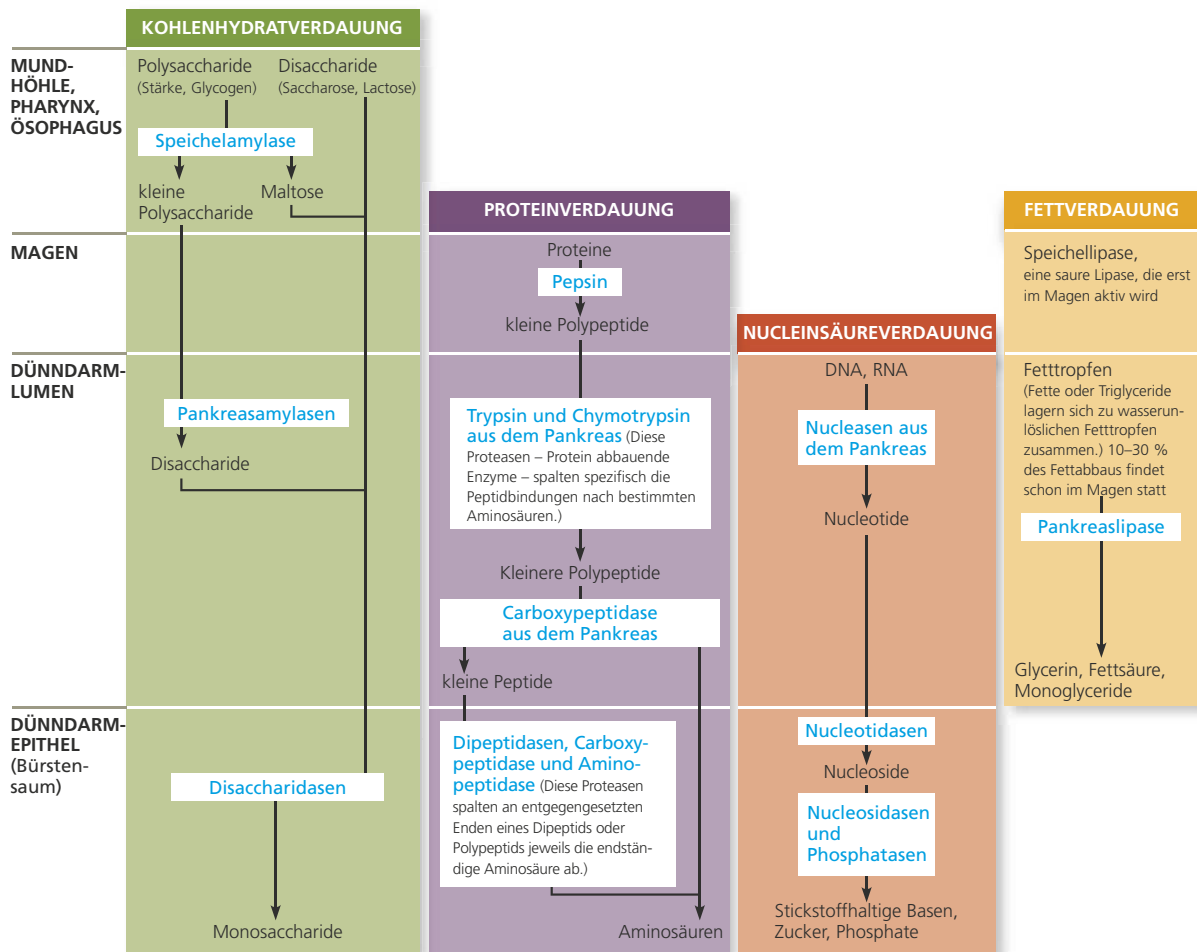 KOHLENHYDRATVERDAUUNG
MUND-
HÖHLE,
PHARYNX,
ÖSOPHAGUS
Polysaccharide
(Stärke, Glycogen)
Disaccharide
(Saccharose, Lactose)
Speichelamylase
kleine
Polysaccharide
Maltose
PROTEINVERDAUUNG
FETTVERDAUUNG
MAGEN
Proteine
Pepsin
kleine Polypeptide
Speichellipase,
eine saure Lipase, die erst
im Magen aktiv wird
NUCLEINSÄUREVERDAUUNG
DÜNNDARM-
LUMEN
Pankreasamylasen
Disaccharide
Trypsin und Chymotrypsin
aus dem Pankreas (Diese
Proteasen – Protein abbauende
Enzyme – spalten spezifisch die
Peptidbindungen nach bestimmten
Aminosäuren.)
Kleinere Polypeptide
Carboxypeptidase
aus dem Pankreas
kleine Peptide
DNA, RNA
Nucleasen aus
dem Pankreas
Nucleotide
Fetttropfen
(Fette oder Triglyceride
lagern sich zu wasserun-
löslichen Fetttropfen
zusammen.) 10–30 %
des Fettabbaus findet
schon im Magen statt
Pankreaslipase
Glycerin, Fettsäure,
Monoglyceride
DÜNNDARM-
EPITHEL
(Bürsten-
saum)
Disaccharidasen
Monosaccharide
Dipeptidasen, Carboxy-
peptidase und Amino-
peptidase (Diese Proteasen
spalten an entgegengesetzten
Enden eines Dipeptids oder
Polypeptids jeweils die endstän-
dige Aminosäure ab.)
Aminosäuren
Nucleotidasen
Nucleoside
Nucleosidasen
und
Phosphatasen
Stickstoffhaltige Basen,
Zucker, Phosphate